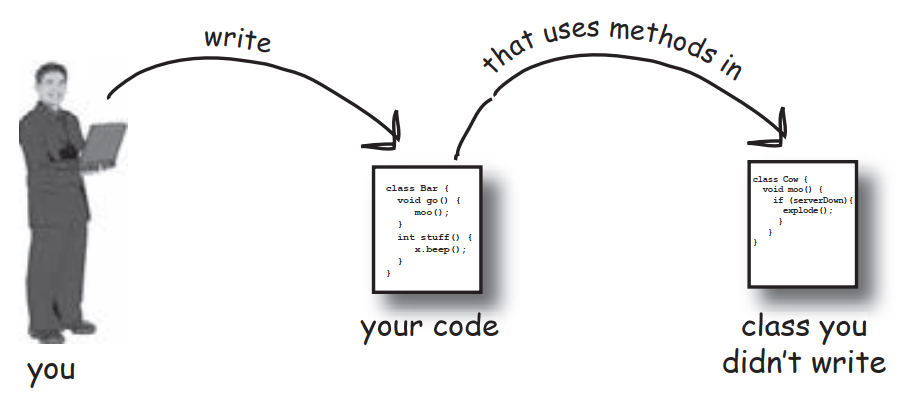 write
that uses methods in
class Bar {
void go() {
moo();
}
int stuff() {
x.beep();
}
}
class Cow {
void moo() {
if (serverDown){
explode();
}
}
}
your code
class you
didn't write
you